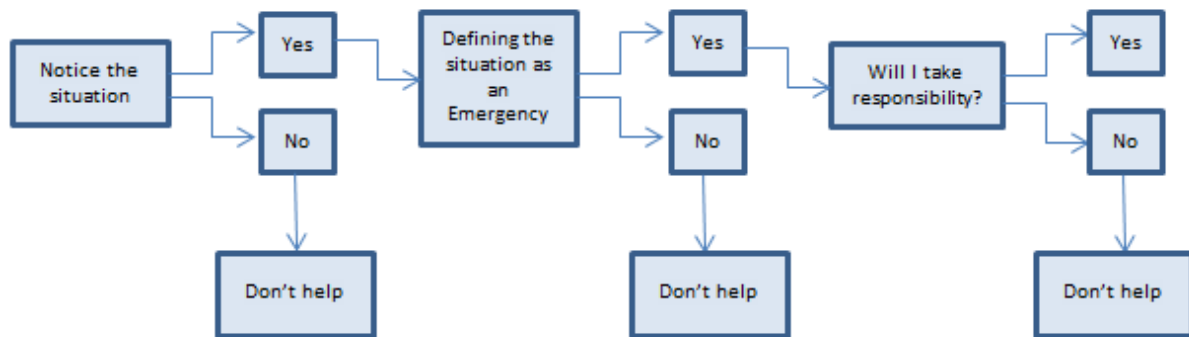 Notice the
situation
Yes
No
Don't help
Defining the
situation as
an
Emergency
Yes
No
Don't help
Will I take
responsibility?
Yes
No
Don't help